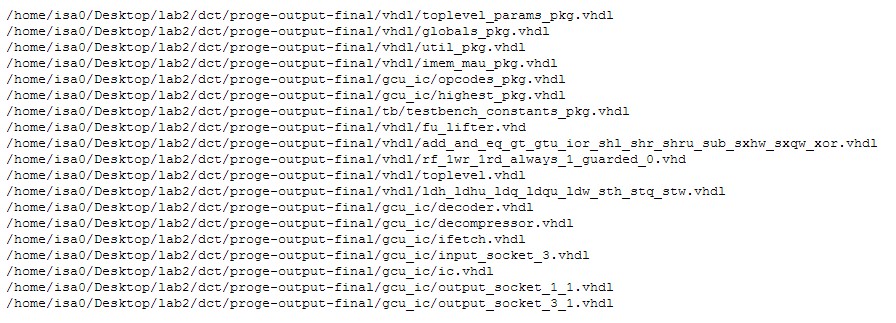 /home/isa0/Desktop/lab2/dct/proge-output-final/vhdl/toplevel_params_pkg.vhdl
/home/isa0/Desktop/lab2/dct/proge-output-final/vhdl/globals_pkg.vhdl
/home/isa0/Desktop/lab2/dct/proge-output-final/vhdl/util_pkg.vhdl
/home/isa0/Desktop/lab2/dct/proge-output-final/vhdl/imem_mau_pkg.vhdl
/home/isa0/Desktop/lab2/dct/proge-output-final/gcu_ic/opcodes_pkg.vhdl
/home/isa0/Desktop/lab2/dct/proge-output-final/gcu_ic/highest_pkg.vhdl
/home/isa0/Desktop/lab2/dct/proge-output-final/tb/testbench_constants_pkg.vhdl
/home/isa0/Desktop/lab2/dct/proge-output-final/vhdl/fu_lifter.vhd
/home/isa0/Desktop/lab2/dct/proge-output-final/vhdl/add_and_eq_gt_gtu_ior_shl_shr_shru_sub_sxhw_sxqw_xor.vhdl
/home/isa0/Desktop/lab2/dct/proge-output-final/vhdl/rf_1wr_1rd_always_1_guarded_0.vhd
/home/isa0/Desktop/lab2/dct/proge-output-final/vhdl/toplevel.vhdl
/home/isa0/Desktop/lab2/dct/proge-output-final/vhdl/ldh_ldhu_ldq_ldqu_ldw_sth_stq_stw.vhdl
/home/isa0/Desktop/lab2/dct/proge-output-final/gcu_ic/decoder.vhdl
/home/isa0/Desktop/lab2/dct/proge-output-final/gcu_ic/decompressor.vhdl
/home/isa0/Desktop/lab2/dct/proge-output-final/gcu_ic/ifetch.vhdl
/home/isa0/Desktop/lab2/dct/proge-output-final/gcu_ic/input_socket_3.vhdl
/home/isa0/Desktop/lab2/dct/proge-output-final/gcu_ic/ic.vhdl
/home/isa0/Desktop/lab2/dct/proge-output-final/gcu_ic/output_socket_1_1.vhdl
/home/isa0/Desktop/lab2/dct/proge-output-final/gcu_ic/output_socket_3_1.vhdl